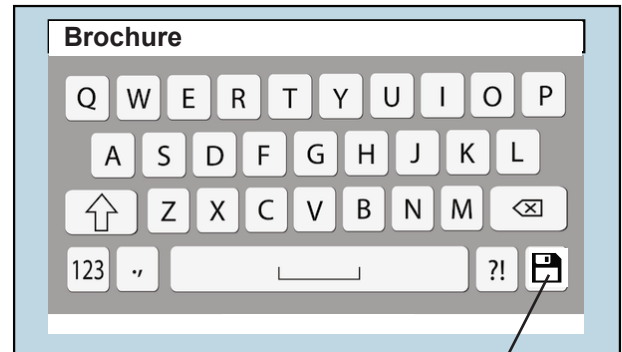 Brochure
Q W E R T Y U I O P
A S D F G H J K L
Z X C V B N M
123 ., ?!